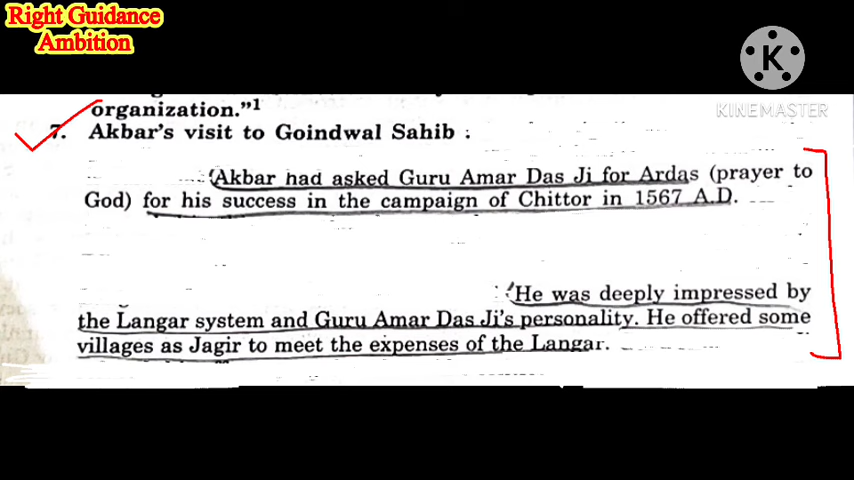 Right Guidance
Ambition
K
KINEMASTER
organization."1
7. Akbar's visit to Goindwal Sahib :
Akbar had asked Guru Amar Das Ji for Ardas (prayer to
God) for his success in the campaign of Chittor in 1567 A.D.
He was deeply impressed by
the Langar system and Guru Amar Das Ji's personality. He offered some
villages as Jagir to meet the expenses of the Langar.